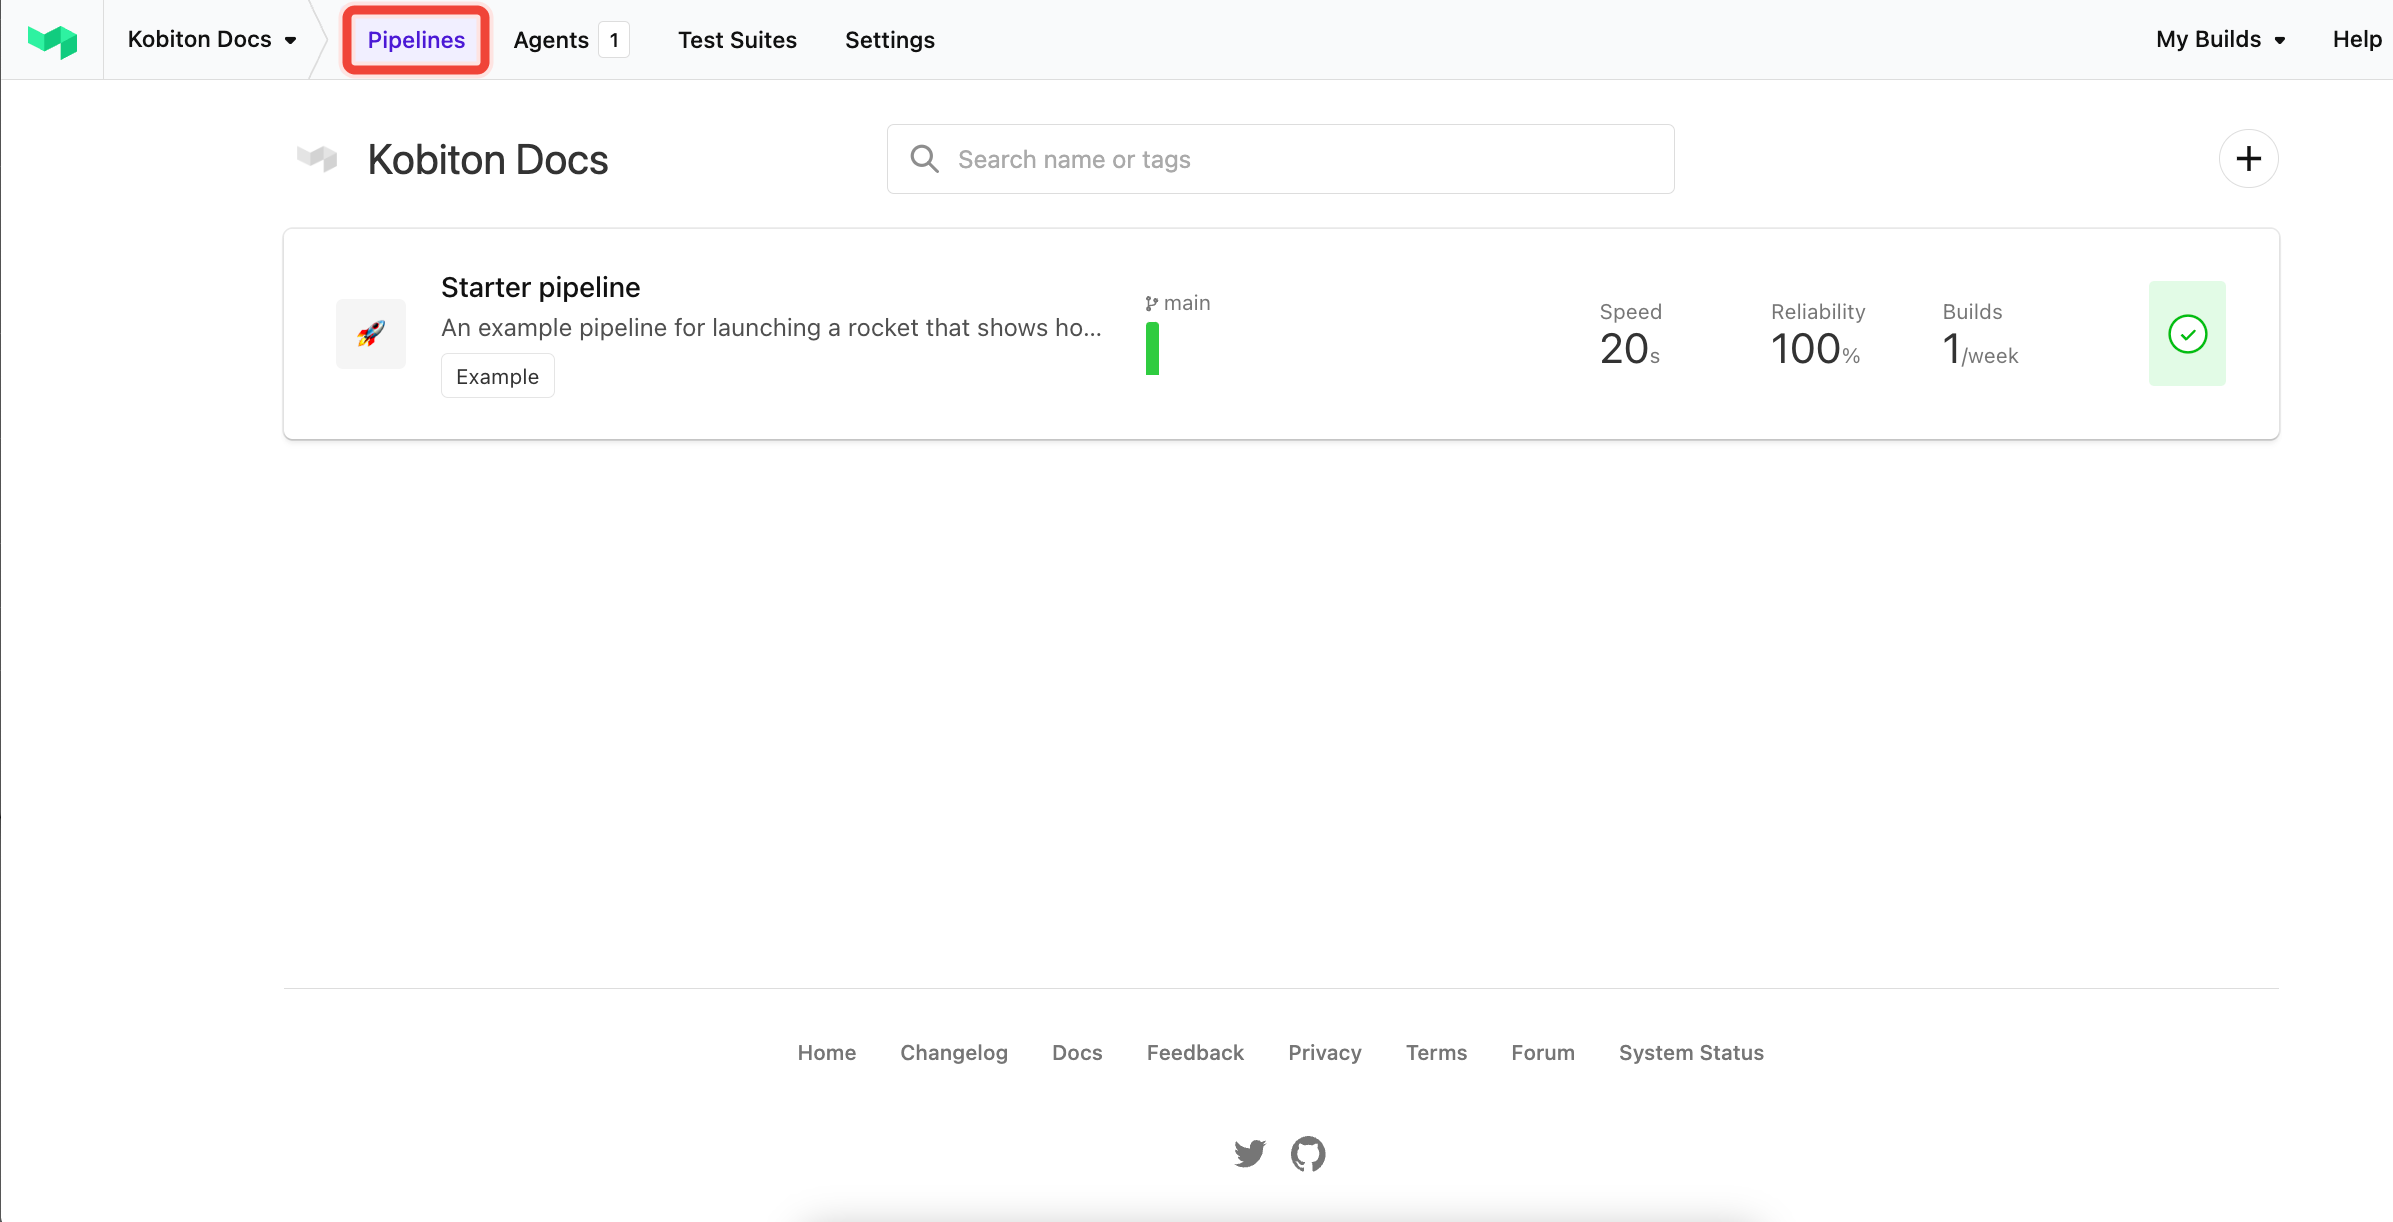 Kobiton Docs
Pipelines
Agents 1
Test Suites
Settings
My Builds
Help
Kobiton Docs
Search name or tags
Starter pipeline
An example pipeline for launching a rocket that shows ho...
Example
main
Speed
20s
Reliability
100%
Builds
1/week
Home Changelog Docs Feedback Privacy Terms Forum System Status